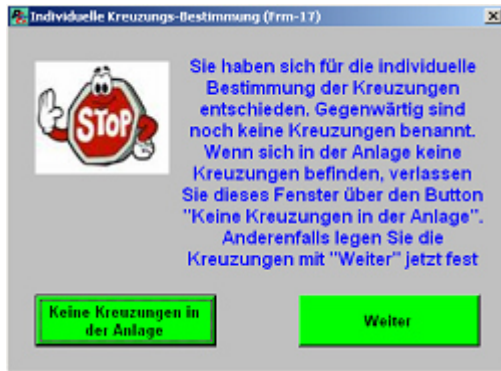 Individuelle Kreuzungs-Bestimmung (Frm-17)
STOP
Sie haben sich für die individuelle
Bestimmung der Kreuzungen
entschieden. Gegenwärtig sind
noch keine Kreuzungen benannt.
Wenn sich in der Anlage keine
Kreuzungen befinden, verlassen
Sie dieses Fenster über den Button
"Keine Kreuzungen in der Anlage".
Anderenfalls legen Sie die
Kreuzungen mit "Weiter" jetzt fest
Keine Kreuzungen in
der Anlage
Weiter